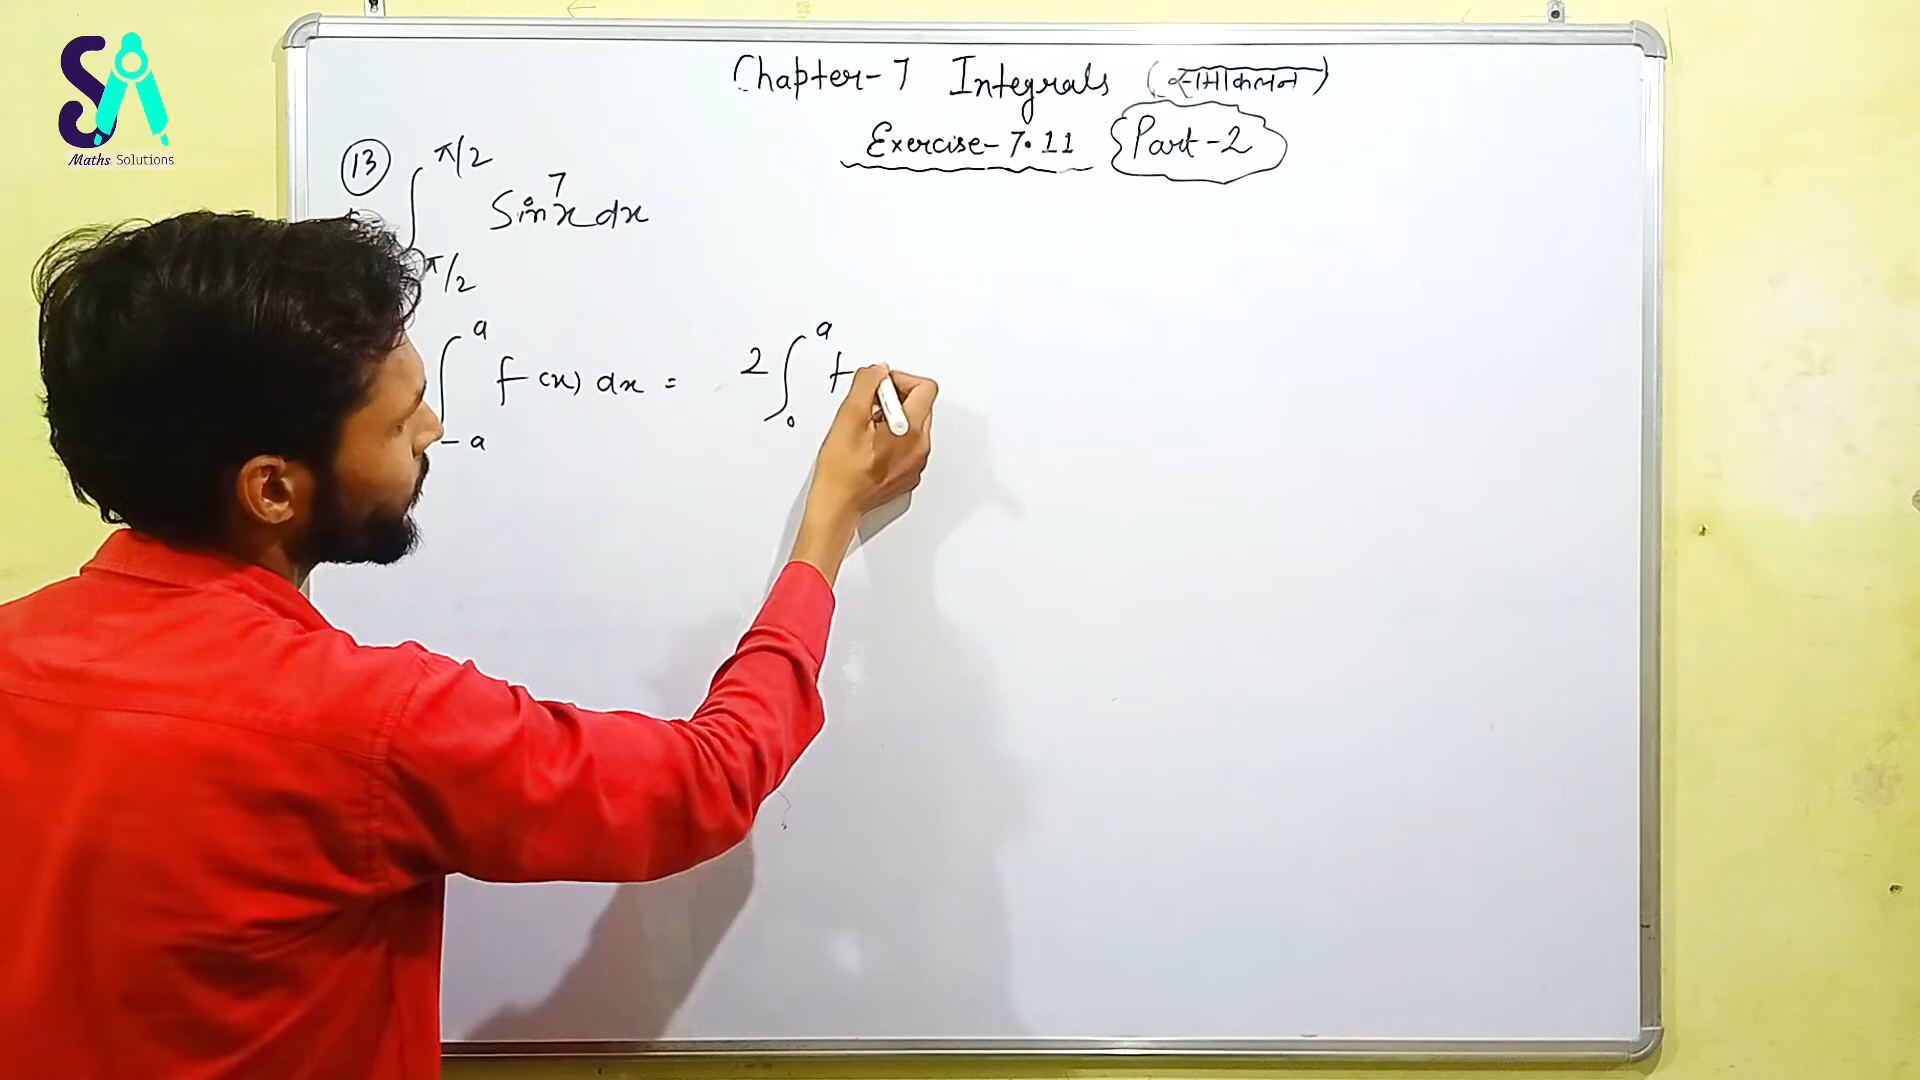 SA
Maths Solutions
Chapter-7 Integrals (समाकलन)
Exercise-7.11 Part-2
13 ∫ π/2 Sin⁷x dx
π/2
∫ a f(x) dx = 2 ∫ a f
-a 0